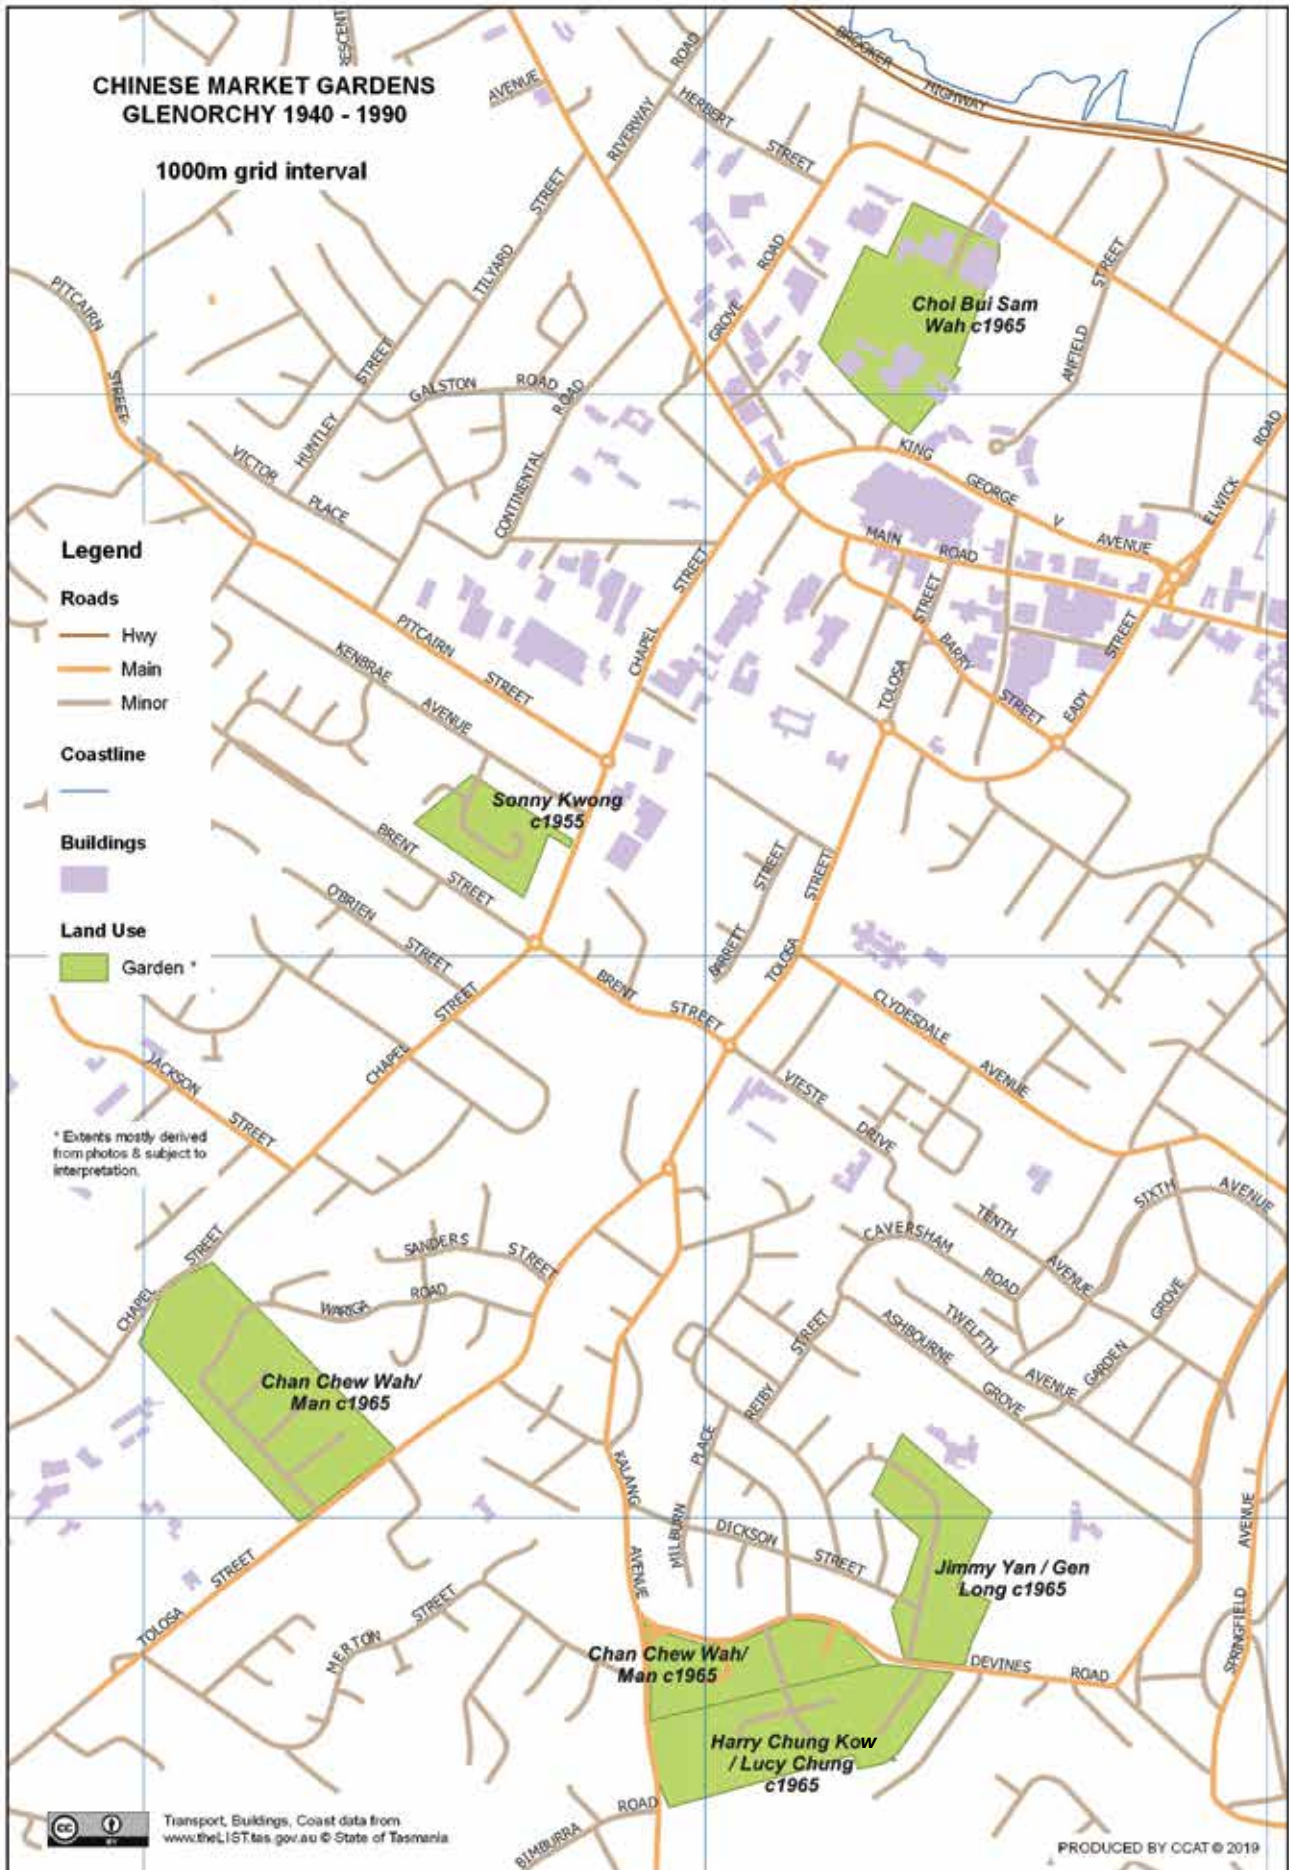 CHINESE MARKET GARDENS
GLENORCHY 1940 - 1990
1000m grid interval
RESCENT
AVENUE
ROAD
RIVERWAY
HERBERT
STREET
BROOKER
HIGHWAY
STREET
TILYARD
GROVE
ROAD
Choi Bui Sam
Wah c1965
STREET
ANFIELD
PITCAIRN
STREET
STREET
HUNTLEY
GALSTON
ROAD
ROAD
CONTINENTAL
VICTOR
PLACE
KING
GEORGE
V
AVENUE
ELWICK
ROAD
MAIN
ROAD
STREET
TOLOSA
BARRY
STREET
STREET
EADY
STREET
CHAPEL
Legend
Roads
Hwy
Main
Minor
Coastline
Buildings
Land Use
Garden *
PITCAIRN
STREET
KENBRAE
AVENUE
Sonny Kwong
c1955
BRENT
STREET
O'BRIEN
STREET
STREET
BARRETT
STREET
TOLOSA
BRENT
STREET
CLYDESDALE
AVENUE
STREET
CHAPEL
JACKSON
STREET
* Extents mostly derived
from photos & subject to
interpretation.
VIESTE
DRIVE
SIXTH
AVENUE
TENTH
AVENUE
CAVERSHAM
ROAD
SANDERS
STREET
WARIGA
ROAD
STREET
CHAPEL
Chan Chew Wah/
Man c1965
STREET
REIBY
ASHBOURNE
GROVE
TWELFTH
AVENUE
GARDEN
GROVE
PLACE
MILBURN
KALANG
AVENUE
DICKSON
STREET
Jimmy Yan / Gen
Long c1965
AVENUE
SPRINGFIELD
STREET
TOLOSA
MERTON
STREET
Chan Chew Wah/
Man c1965
DEVINES
ROAD
Harry Chung Kow
/ Lucy Chung
c1965
ROAD
BIMBURRA
cc
BY
Transport, Buildings, Coast data from
www.theLIST.tas.gov.au © State of Tasmania
PRODUCED BY CCAT © 2019